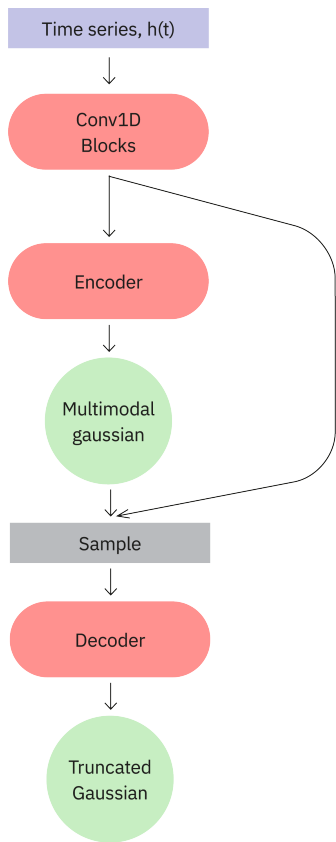 Time series, h(t)
Conv1D
Blocks
Encoder
Multimodal
gaussian
Sample
Decoder
Truncated
Gaussian